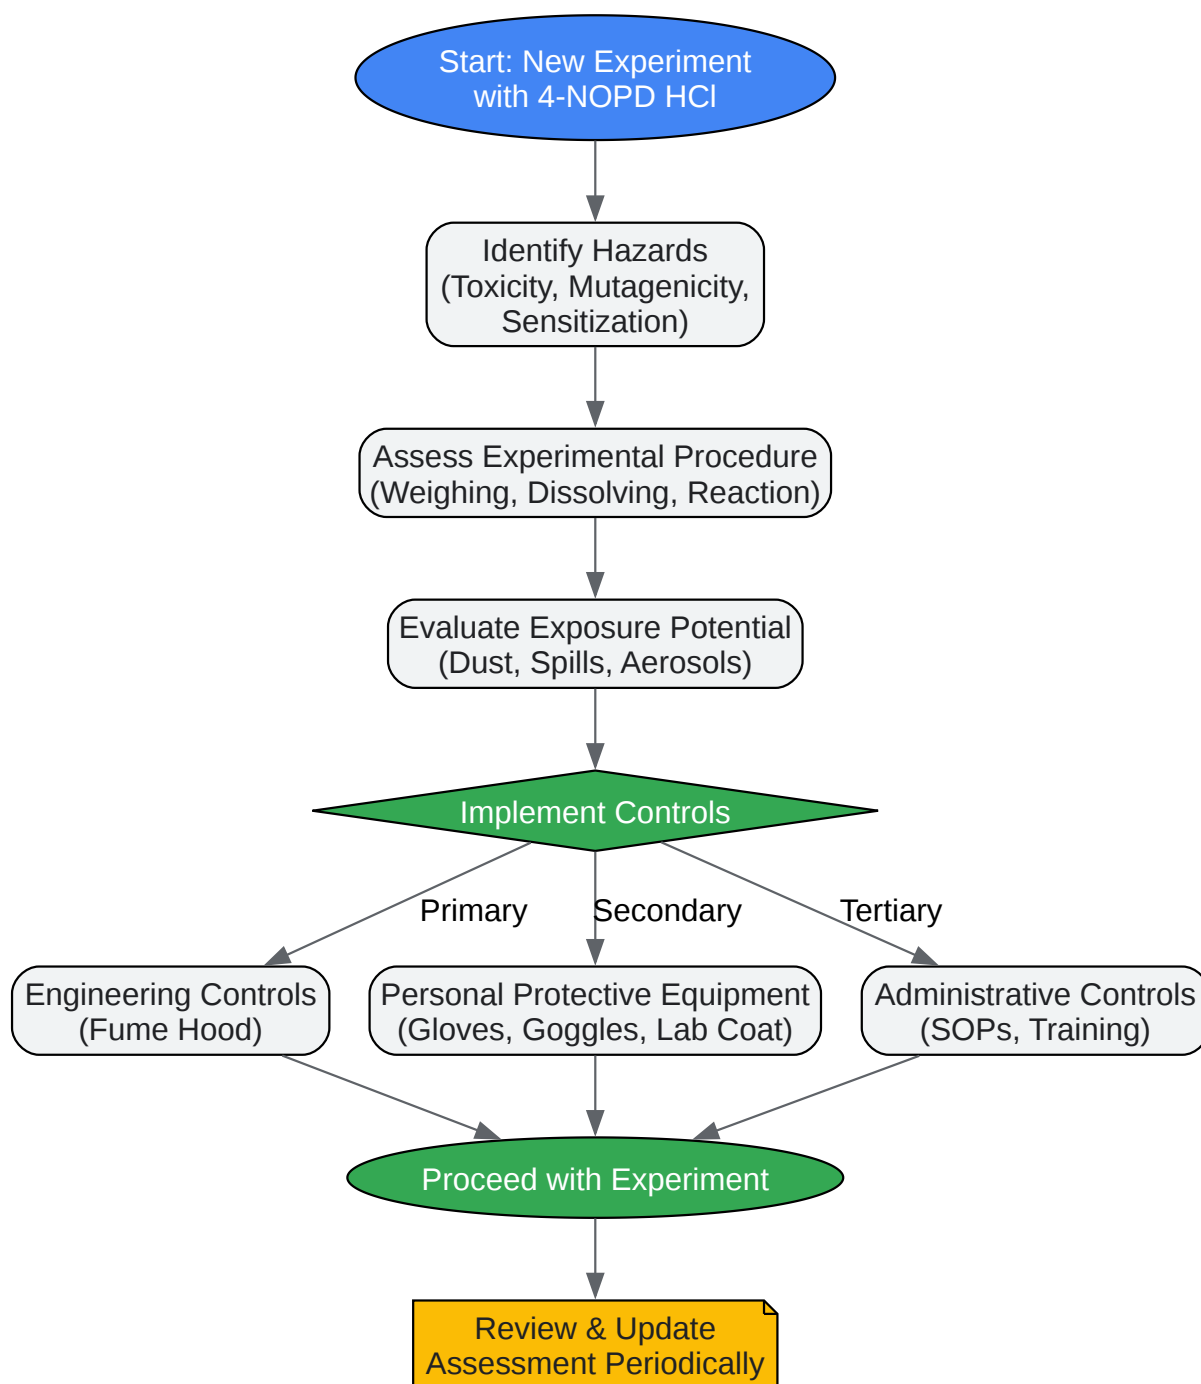 Start: New Experiment
with 4-NOPD HCl
Identify Hazards
(Toxicity, Mutagenicity,
Sensitization)
Assess Experimental Procedure
(Weighing, Dissolving, Reaction)
Evaluate Exposure Potential
(Dust, Spills, Aerosols)
Implement Controls
Primary
Secondary
Tertiary
Engineering Controls
(Fume Hood)
Personal Protective Equipment
(Gloves, Goggles, Lab Coat)
Administrative Controls
(SOPs, Training)
Proceed with Experiment
Review & Update
Assessment Periodically